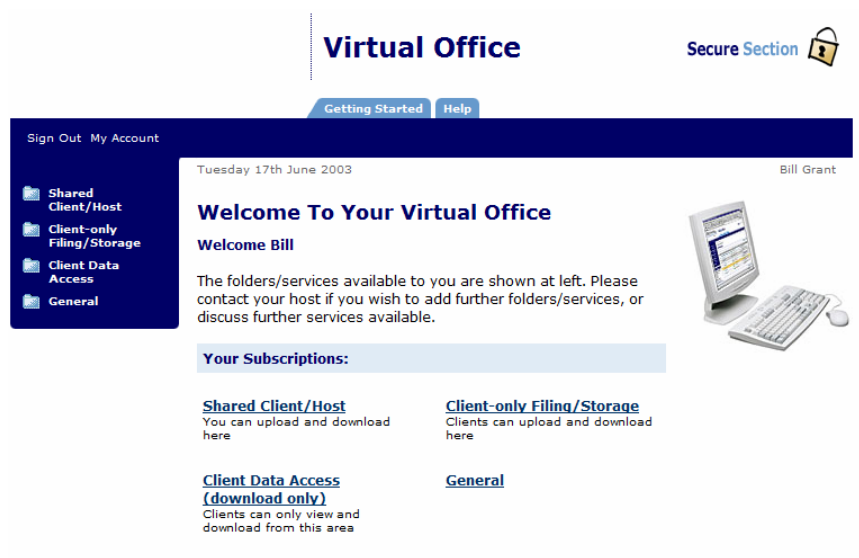 Virtual Office
Secure Section
Getting Started Help
Sign Out My Account
Tuesday 17th June 2003
Bill Grant
Shared
Client/Host
Client-only
Filing/Storage
Client Data
Access
General
Welcome To Your Virtual Office
Welcome Bill
The folders/services available to you are shown at left. Please
contact your host if you wish to add further folders/services, or
discuss further services available.
Your Subscriptions:
Shared Client/Host
You can upload and download
here
Client-only Filing/Storage
Clients can upload and download
here
Client Data Access
(download only)
Clients can only view and
download from this area
General